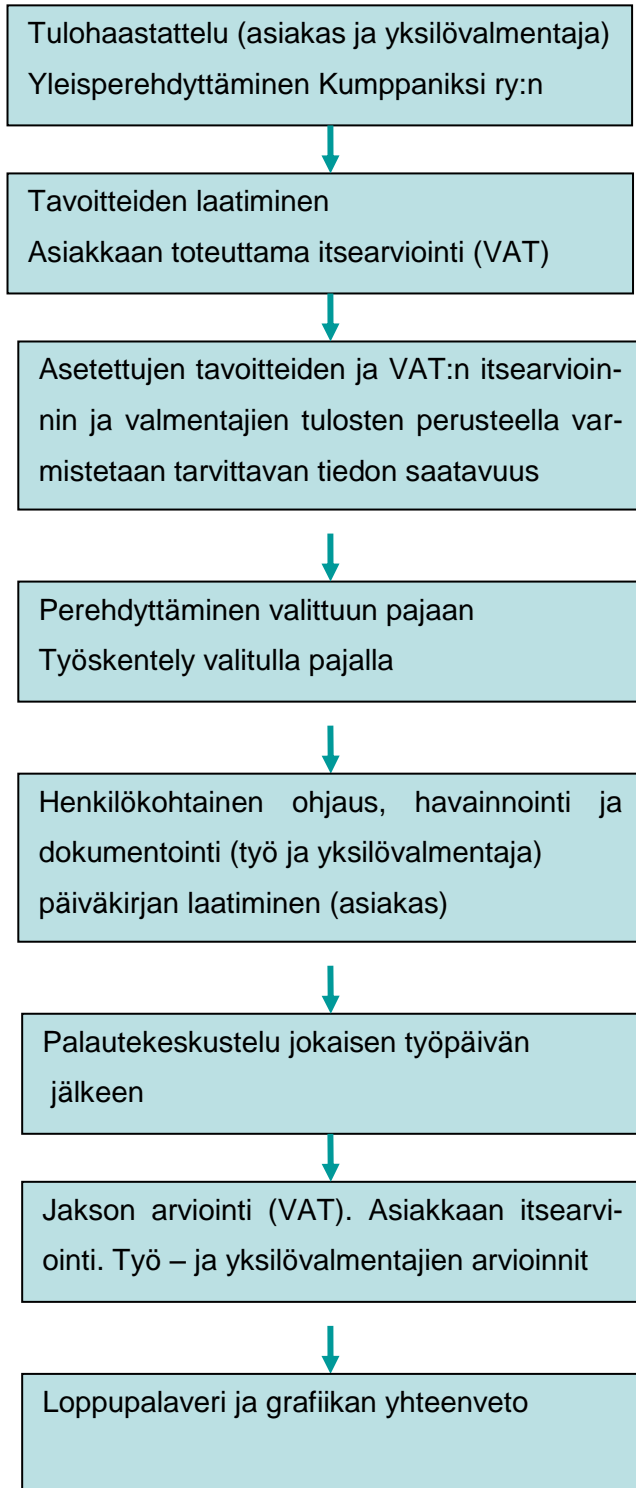 Tulohaastattelu (asiakas ja yksilövalmentaja)
Yleisperehdyttäminen Kumppaniksi ry:n
Tavoitteiden laatiminen
Asiakkaan toteuttama itsearviointi (VAT)
Asetettujen tavoitteiden ja VAT:n itsearvioin-
nin ja valmentajien tulosten perusteella var-
mistetaan tarvittavan tiedon saatavuus
Perehdyttäminen valittuun pajaan
Työskentely valitulla pajalla
Henkilökohtainen ohjaus, havainnointi ja
dokumentointi (työ ja yksilövalmentaja)
päiväkirjan laatiminen (asiakas)
Palautekeskustelu jokaisen työpäivän
jälkeen
Jakson arviointi (VAT). Asiakkaan itsearvi-
ointi. Työ – ja yksilövalmentajien arvioinnit
Loppupalaveri ja grafiikan yhteenveto